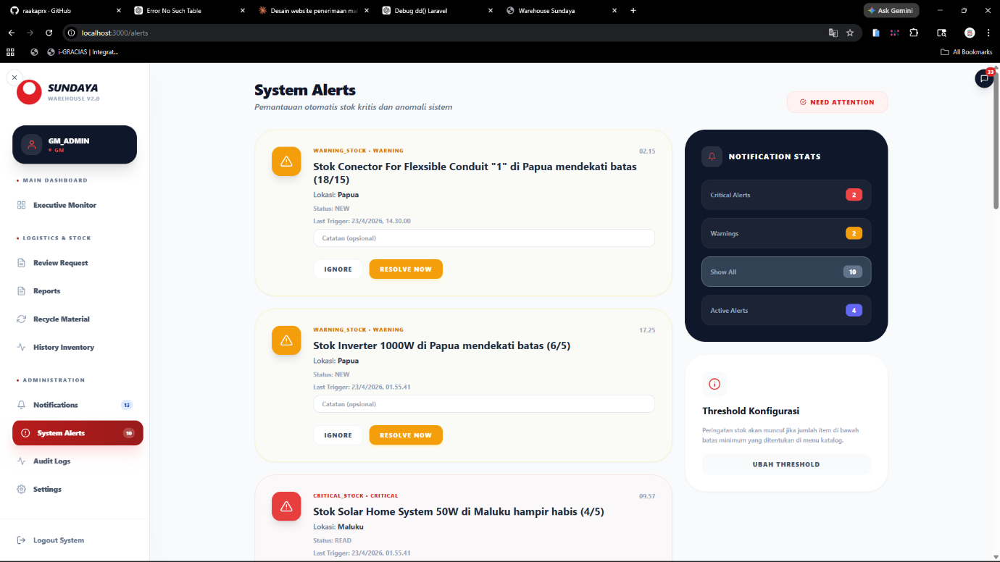 raakaprx · GitHub
Error No Such Table
Desain website penerimaan ma
Debug dd() Laravel
Warehouse Sundaya
Ask Gemini
localhost:3000/alerts
i-GRACIAS | Integrat...
All Bookmarks
SUNDAYA
WAREHOUSE V2.0
GM_ADMIN
GM
MAIN DASHBOARD
Executive Monitor
LOGISTICS & STOCK
Review Request
Reports
Recycle Material
History Inventory
ADMINISTRATION
Notifications
13
System Alerts
10
Audit Logs
Settings
Logout System
System Alerts
Pemantauan otomatis stok kritis dan anomali sistem
NEED ATTENTION
33
WARNING_STOCK • WARNING
02.15
Stok Conector For Flexsible Conduit "1" di Papua mendekati batas
(18/15)
Lokasi: Papua
Status: NEW
Last Trigger: 23/4/2026, 14.30.00
Catatan (opsional)
IGNORE
RESOLVE NOW
WARNING_STOCK • WARNING
17.25
Stok Inverter 1000W di Papua mendekati batas (6/5)
Lokasi: Papua
Status: NEW
Last Trigger: 23/4/2026, 01.55.41
Catatan (opsional)
IGNORE
RESOLVE NOW
CRITICAL_STOCK • CRITICAL
09.57
Stok Solar Home System 50W di Maluku hampir habis (4/5)
Lokasi: Maluku
Status: READ
Last Trigger: 23/4/2026, 01.55.41
NOTIFICATION STATS
Critical Alerts
2
Warnings
2
Show All
10
Active Alerts
4
Threshold Konfigurasi
Peringatan stok akan muncul jika jumlah item di bawah
batas minimum yang ditentukan di menu katalog.
UBAH THRESHOLD